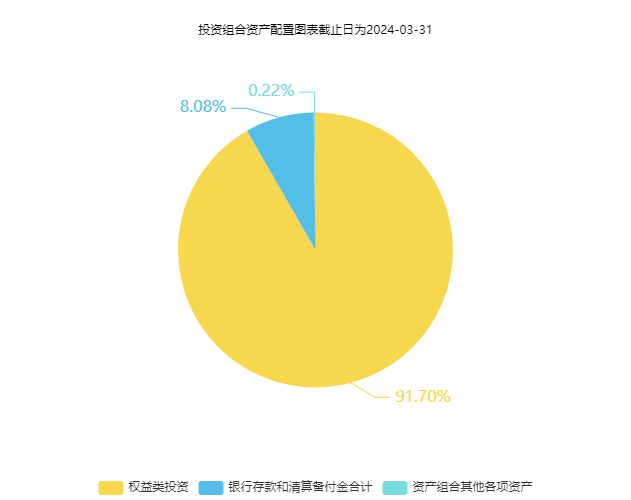 投资组合资产配置图表截止日为2024-03-31
0.22%
8.08%
91.70%
权益类投资 银行存款和清算备付金合计 资产组合其他各项资产